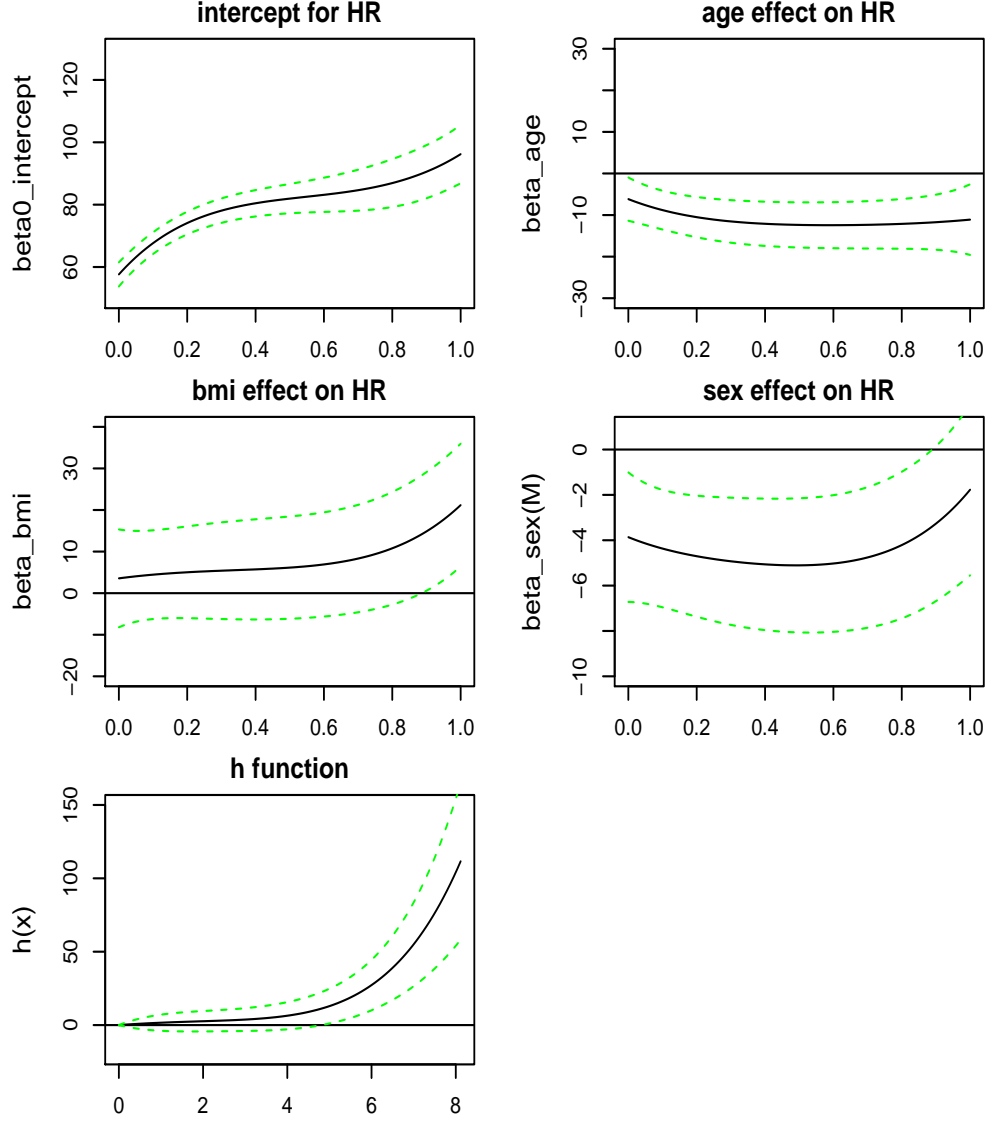 intercept for HR
beta0_intercept
120
100
80
60
0.0 0.2 0.4 0.6 0.8 1.0
age effect on HR
beta_age
30
10
−10
−30
0.0 0.2 0.4 0.6 0.8 1.0
bmi effect on HR
beta_bmi
30
10
0
−20
0.0 0.2 0.4 0.6 0.8 1.0
sex effect on HR
beta_sex(M)
0
−2
−4
−6
−10
0.0 0.2 0.4 0.6 0.8 1.0
h function
h(x)
150
100
50
0
0 2 4 6 8